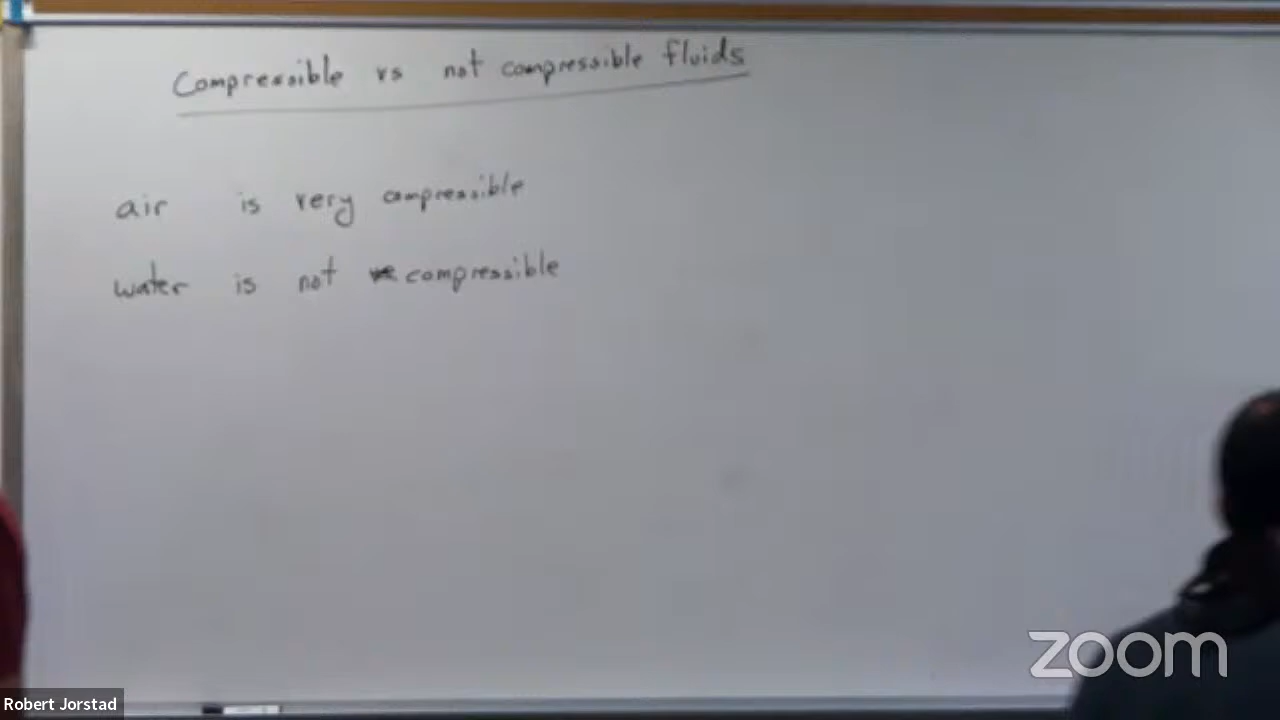 Compressible vs not compressible fluids
air is very compressible
water is not compressible
zoom
Robert Jorstad